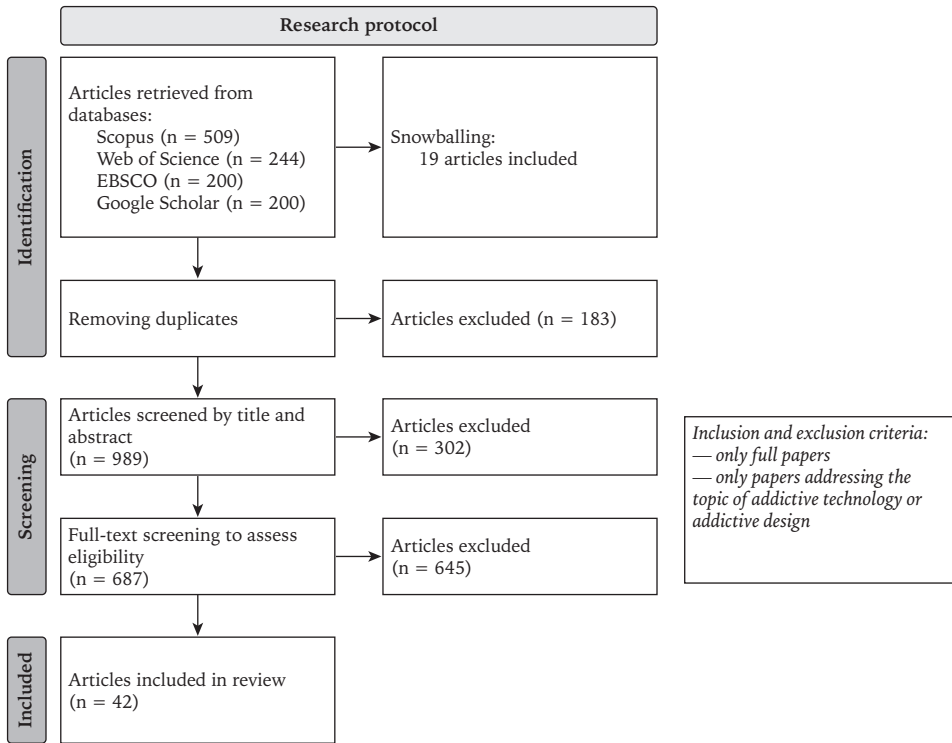 Research protocol
Identification
Articles retrieved from
databases:
Scopus (n = 509)
Web of Science (n = 244)
EBSCO (n = 200)
Google Scholar (n = 200)
Snowballing:
19 articles included
Removing duplicates
Articles excluded (n = 183)
Screening
Articles screened by title and
abstract
(n = 989)
Articles excluded
(n = 302)
Inclusion and exclusion criteria:
— only full papers
— only papers addressing the
topic of addictive technology or
addictive design
Full-text screening to assess
eligibility
(n = 687)
Articles excluded
(n = 645)
Included
Articles included in review
(n = 42)